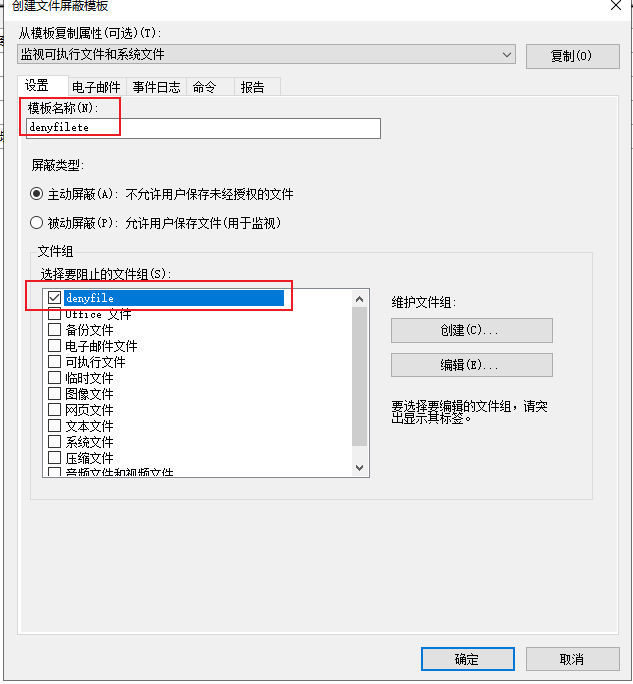 创建文件屏蔽模板
从模板复制属性(可选)(T):
监视可执行文件和系统文件
复制(O)
设置 电子邮件 事件日志 命令 报告
模板名称(N):
denyfilete
屏蔽类型:
主动屏蔽(A): 不允许用户保存未经授权的文件
被动屏蔽(P): 允许用户保存文件(用于监视)
文件组
选择要阻止的文件组(S):
denyfile
Office 文件
备份文件
电子邮件文件
可执行文件
临时文件
图像文件
网页文件
文本文件
系统文件
压缩文件
音频文件和视频文件
维护文件组:
创建(C)...
编辑(E)...
要选择要编辑的文件组，请突
出显示其标签。
确定
取消